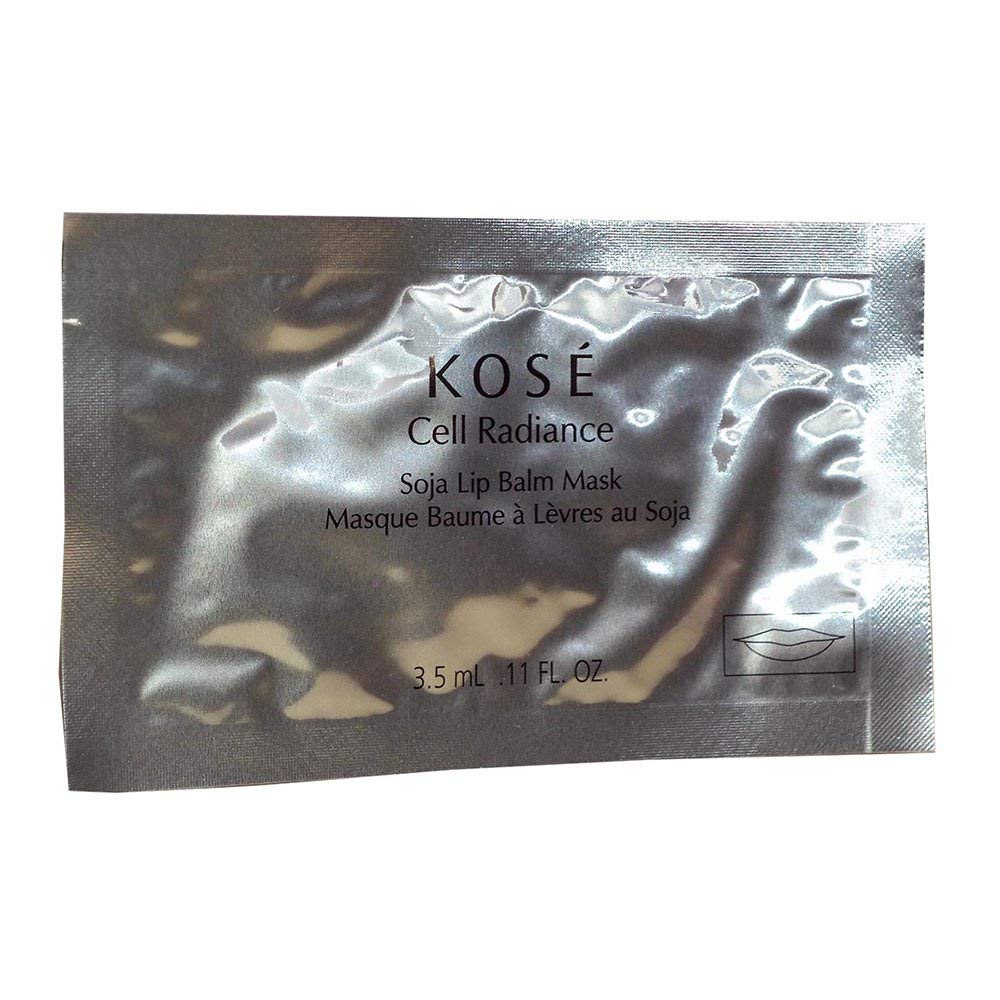 KOSÉ
Cell Radiance
Soja Lip Balm Mask
Masque Baume à Lèvres au Soja
3.5 mL .11 FL. OZ.